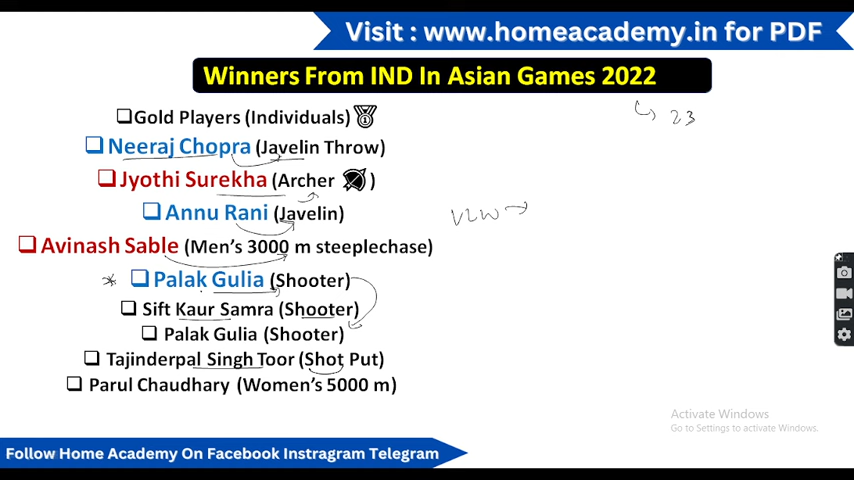 Visit : www.homeacademy.in for PDF
Winners From IND In Asian Games 2022
Gold Players (Individuals)
23
Neeraj Chopra (Javelin Throw)
Jyothi Surekha (Archer )
Annu Rani (Javelin)
Avinash Sable (Men's 3000 m steeplechase)
* Palak Gulia (Shooter)
Sift Kaur Samra (Shooter)
Palak Gulia (Shooter)
Tajinderpal Singh Toor (Shot Put)
Parul Chaudhary (Women's 5000 m)
Activate Windows
Go to Settings to activate Windows.
Follow Home Academy On Facebook Instragram Telegram